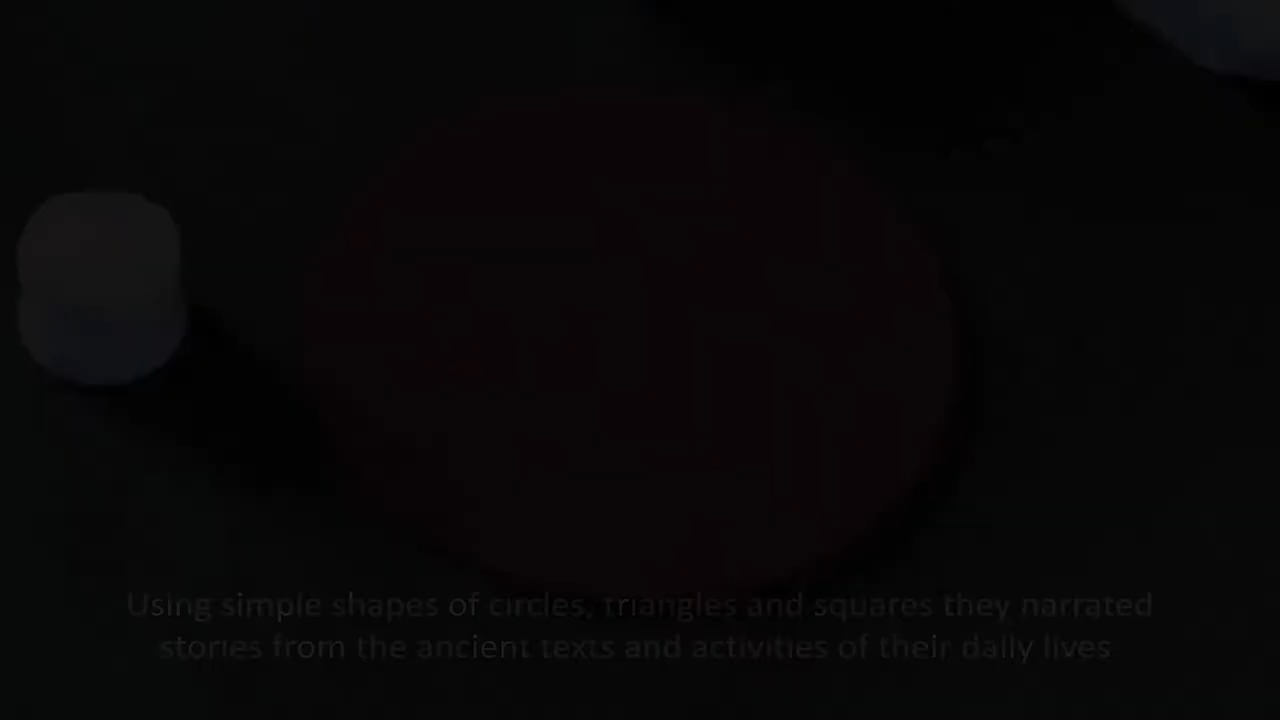 Using simple shapes of circles, triangles and squares they narrated
stories from the ancient texts and activities of their daily lives